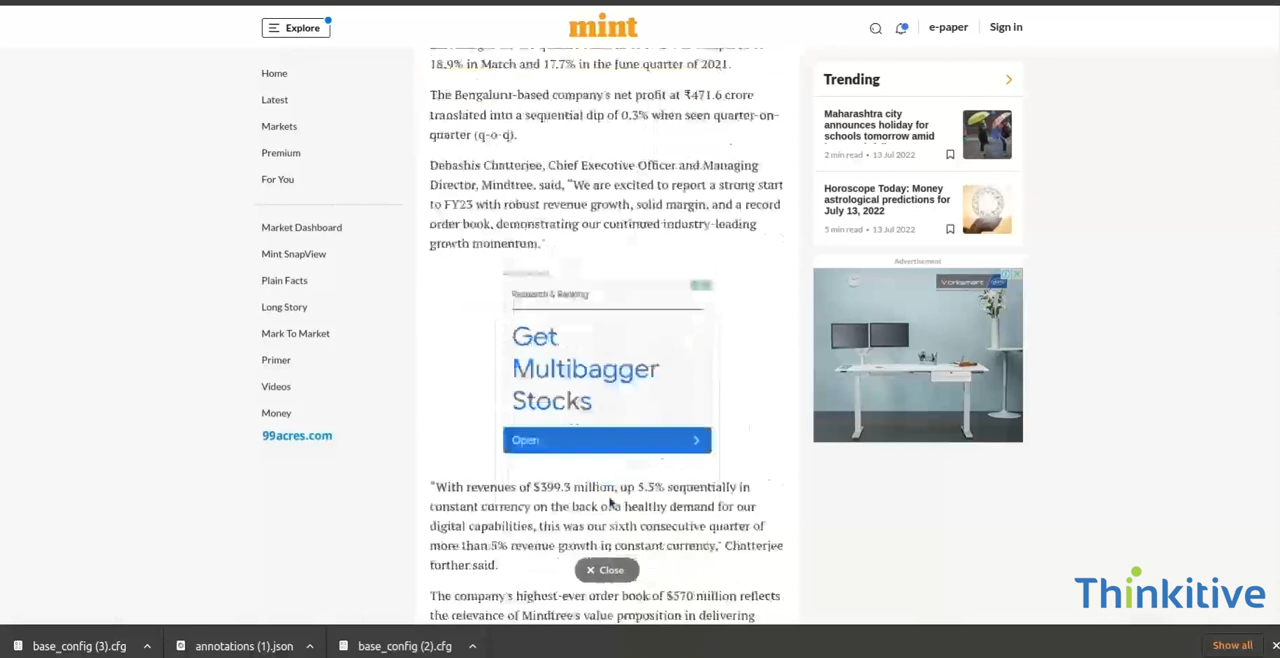 Explore
mint
e-paper
Sign in
Home
Latest
Markets
Premium
For You
Market Dashboard
Mint SnapView
Plain Facts
Long Story
Mark To Market
Primer
Videos
Money
99acres.com
18.9% in March and 17.7% in the June quarter of 2021.
The Bengaluru-based company's net profit at ₹471.6 crore
translated into a sequential dip of 0.3% when seen quarter-on-
quarter (q-o-q).
Debashis Chatterjee, Chief Executive Officer and Managing
Director, Mindtree, said, “We are excited to report a strong start
to FY23 with robust revenue growth, solid margin, and a record
order book, demonstrating our continued industry-leading
growth momentum."
Research & Ranking
Get
Multibagger
Stocks
Open
“With revenues of $399.3 million, up 5.5% sequentially in
constant currency on the back of a healthy demand for our
digital capabilities, this was our sixth consecutive quarter of
more than 5% revenue growth in constant currency," Chatterjee
further said.
Close
The company's highest-ever order book of $570 million reflects
the relevance of Mindtree's value proposition in delivering
Trending
Maharashtra city
announces holiday for
schools tomorrow amid
2 min read • 13 Jul 2022
Horoscope Today: Money
astrological predictions for
July 13, 2022
5 min read • 13 Jul 2022
Advertisement
Thinkitive
base_config (3).cfg
annotations (1).json
base_config (2).cfg
Show all